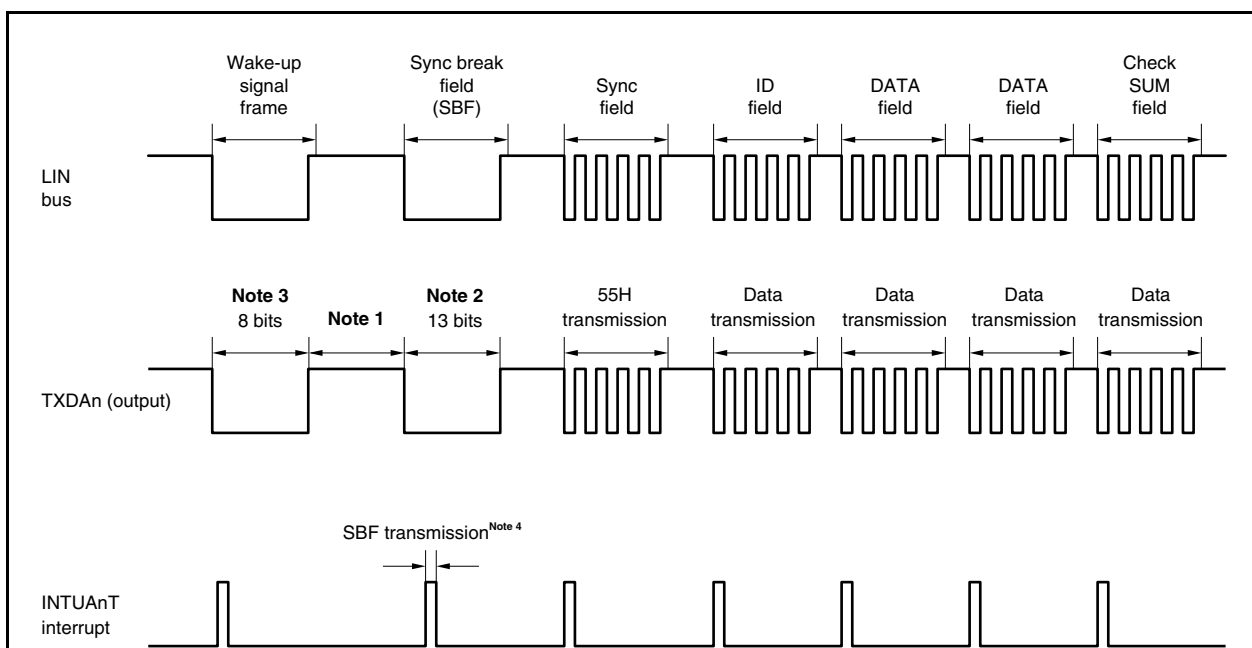 Wake-up
signal
frame
Sync break
field
(SBF)
Sync
field
ID
field
DATA
field
DATA
field
Check
SUM
field
LIN
bus
Note 3
8 bits
Note 1
Note 2
13 bits
55H
transmission
Data
transmission
Data
transmission
Data
transmission
Data
transmission
TXDAn (output)
SBF transmission Note 4
INTUAnT
interrupt